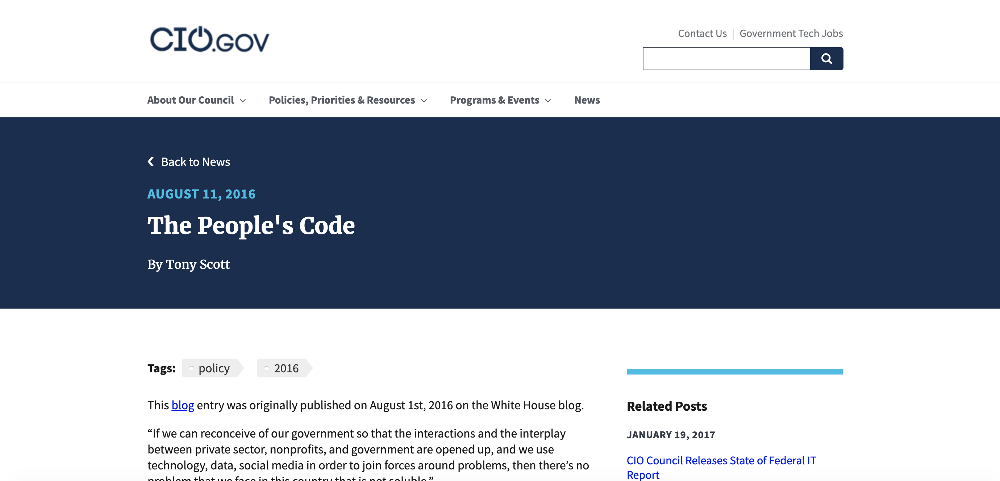 CIO.GOV
Contact Us
Government Tech Jobs
About Our Council
Policies, Priorities & Resources
Programs & Events
News
Back to News
AUGUST 11, 2016
The People's Code
By Tony Scott
Tags: policy 2016
This blog entry was originally published on August 1st, 2016 on the White House blog.
“If we can reconceive of our government so that the interactions and the interplay
between private sector, nonprofits, and government are opened up, and we use
technology, data, social media in order to join forces around problems, then there’s no
problem that we face in this country that is not soluble.”
Related Posts
JANUARY 19, 2017
CIO Council Releases State of Federal IT
Report